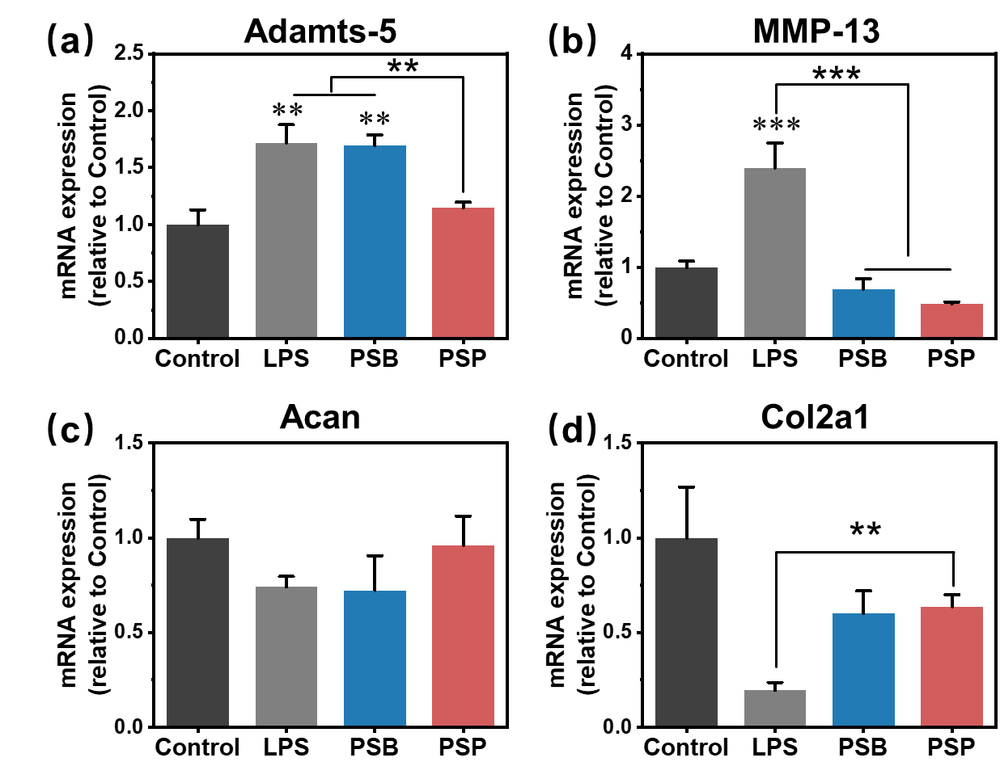 (a)
Adamts-5
mRNA expression
(relative to Control)
2.5
2.0
1.5
1.0
0.5
0.0
**
**
**
Control LPS PSB PSP
(b)
MMP-13
mRNA expression
(relative to Control)
4
3
2
1
0
***
***
Control LPS PSB PSP
(c)
Acan
mRNA expression
(relative to Control)
1.5
1.0
0.5
0.0
Control LPS PSB PSP
(d)
Col2a1
mRNA expression
(relative to Control)
1.5
1.0
0.5
0.0
**
Control LPS PSB PSP